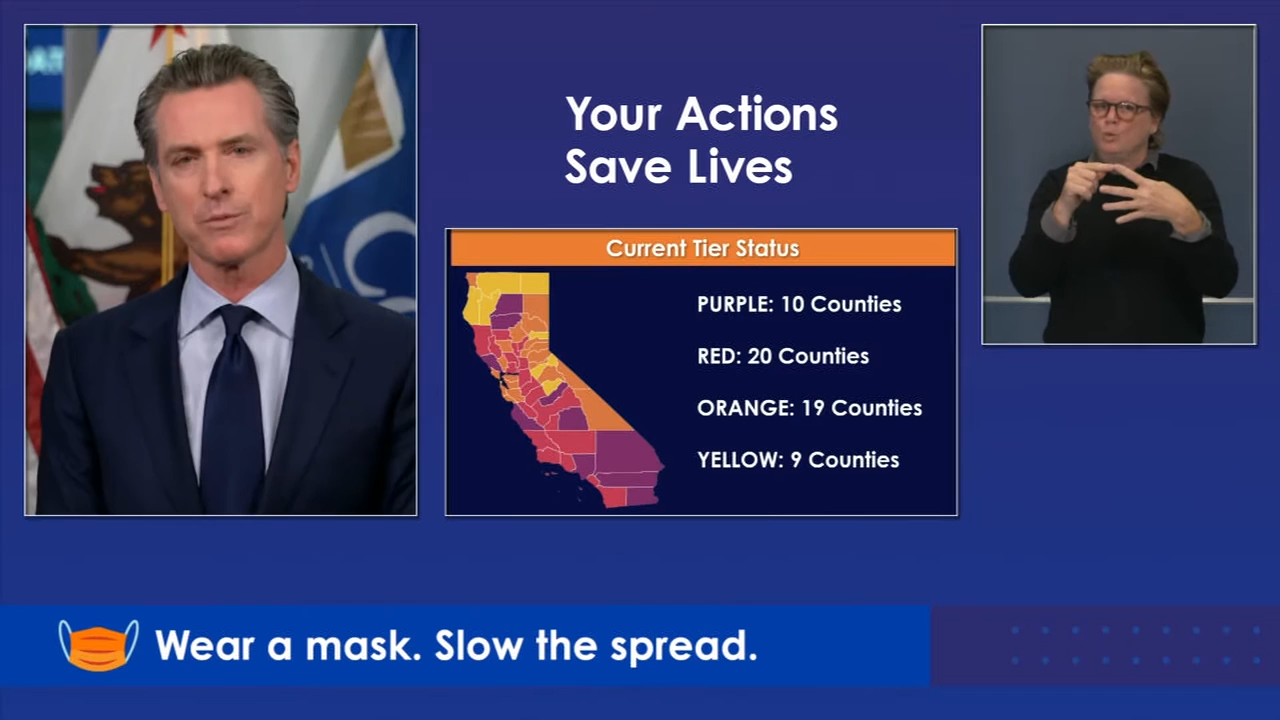 Your Actions
Save Lives
Current Tier Status
PURPLE: 10 Counties
RED: 20 Counties
ORANGE: 19 Counties
YELLOW: 9 Counties
Wear a mask. Slow the spread.